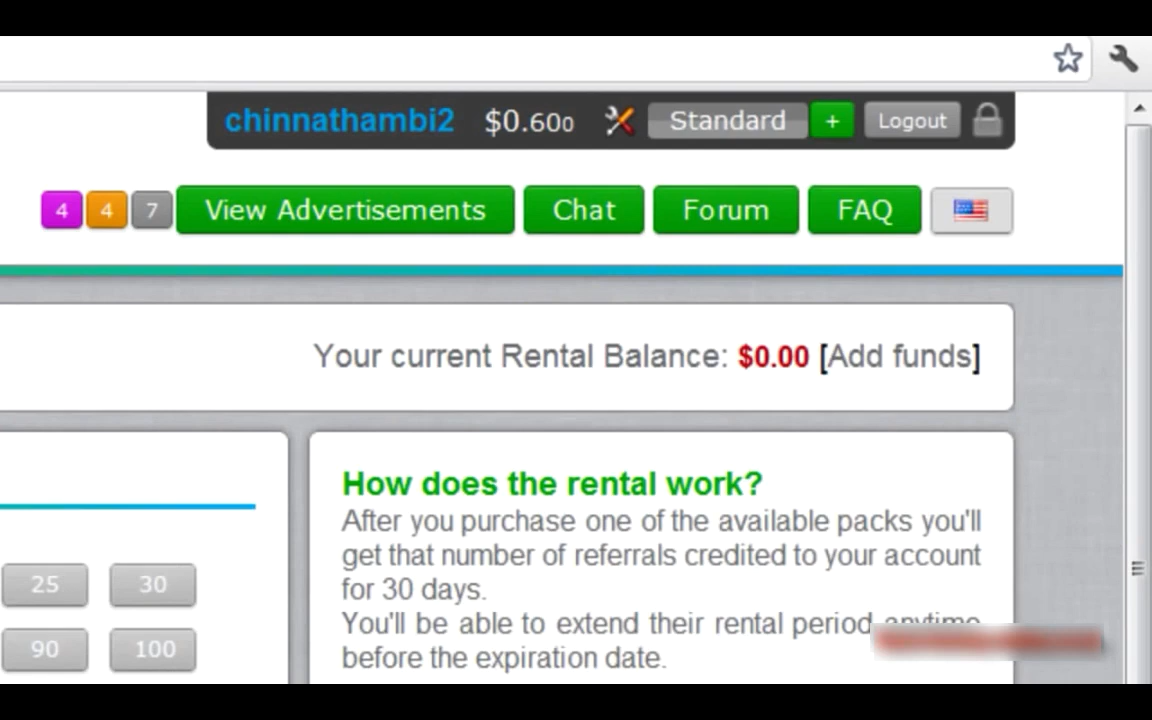 chinnathambi2 $0.600 Standard + Logout
4 4 7 View Advertisements Chat Forum FAQ
Your current Rental Balance: $0.00 [Add funds]
How does the rental work?
After you purchase one of the available packs you'll
get that number of referrals credited to your account
for 30 days.
You'll be able to extend their rental period anytime
before the expiration date.
25 30
90 100